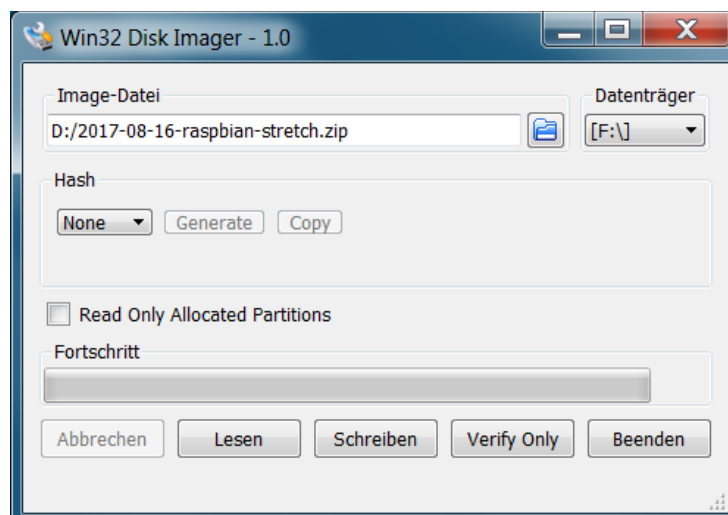 Win32 Disk Imager - 1.0
Image-Datei
Datenträger
D:/2017-08-16-raspbian-stretch.zip
[F:\]
Hash
None
Generate
Copy
Read Only Allocated Partitions
Fortschritt
Abbrechen
Lesen
Schreiben
Verify Only
Beenden